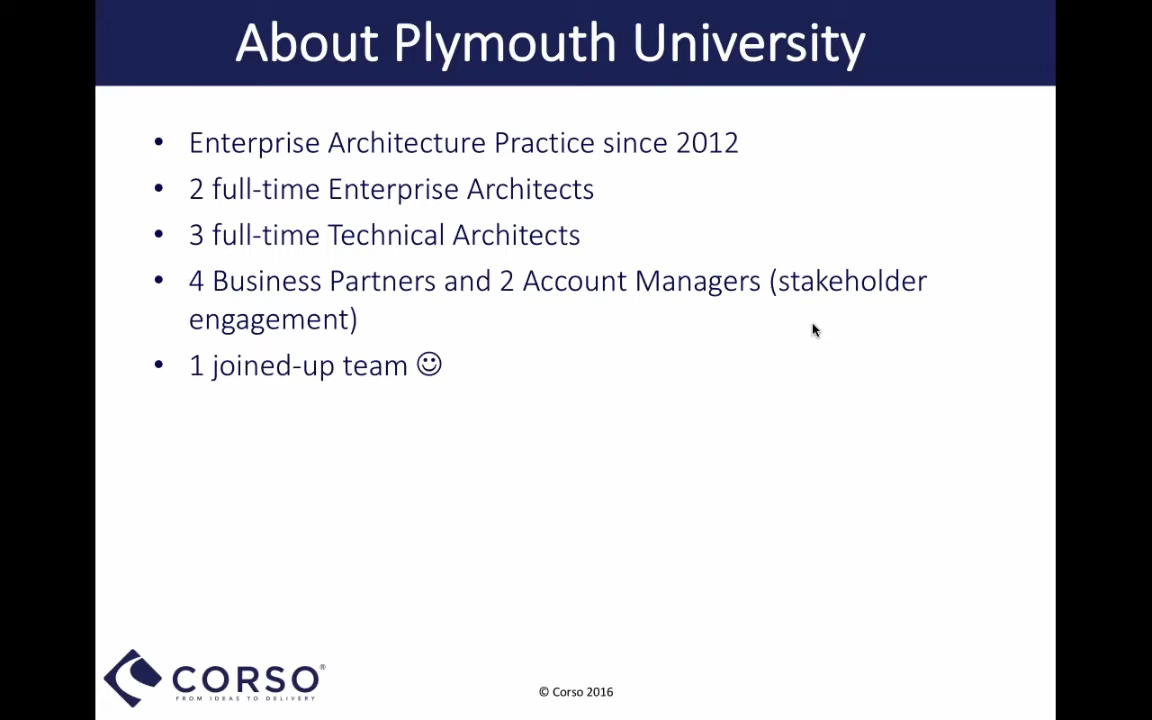 About Plymouth University
• Enterprise Architecture Practice since 2012
• 2 full-time Enterprise Architects
• 3 full-time Technical Architects
• 4 Business Partners and 2 Account Managers (stakeholder
engagement)
• 1 joined-up team ☺
CORSO®
FROM IDEAS TO DELIVERY
© Corso 2016